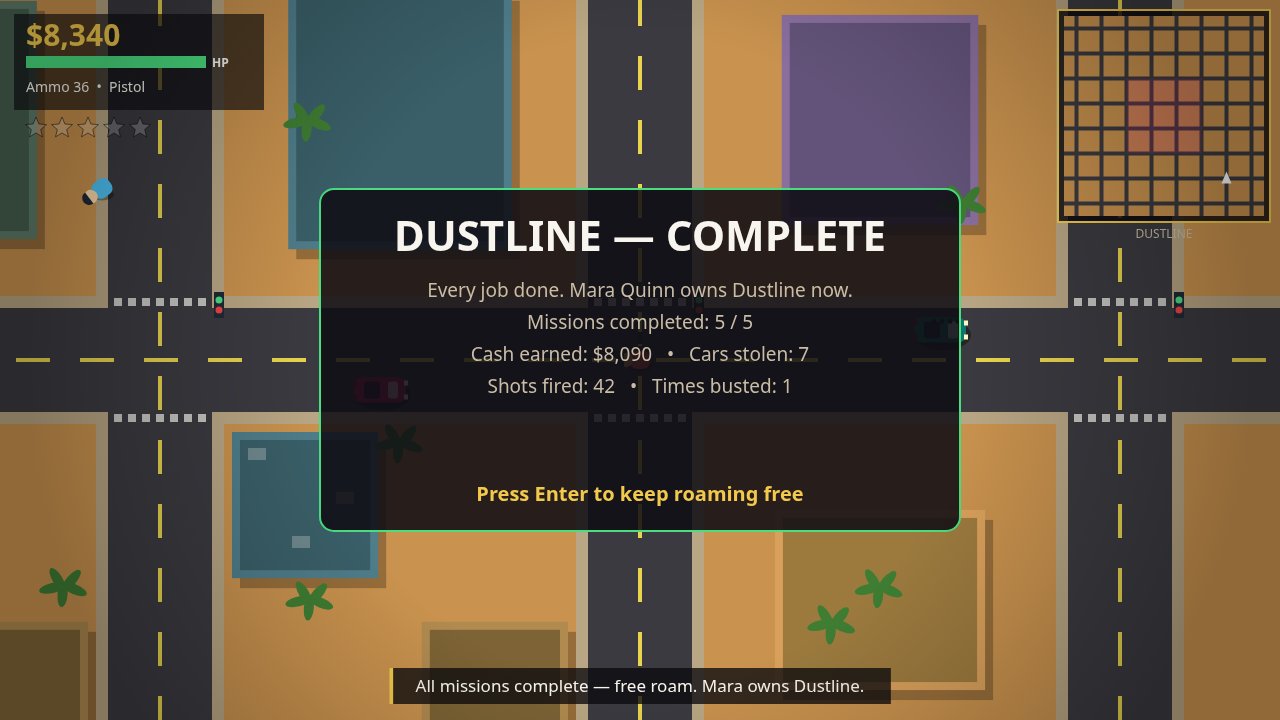 $8,340
HP
Ammo 36 • Pistol
DUSTLINE
DUSTLINE — COMPLETE
Every job done. Mara Quinn owns Dustline now.
Missions completed: 5 / 5
Cash earned: $8,090 • Cars stolen: 7
Shots fired: 42 • Times busted: 1
Press Enter to keep roaming free
All missions complete — free roam. Mara owns Dustline.